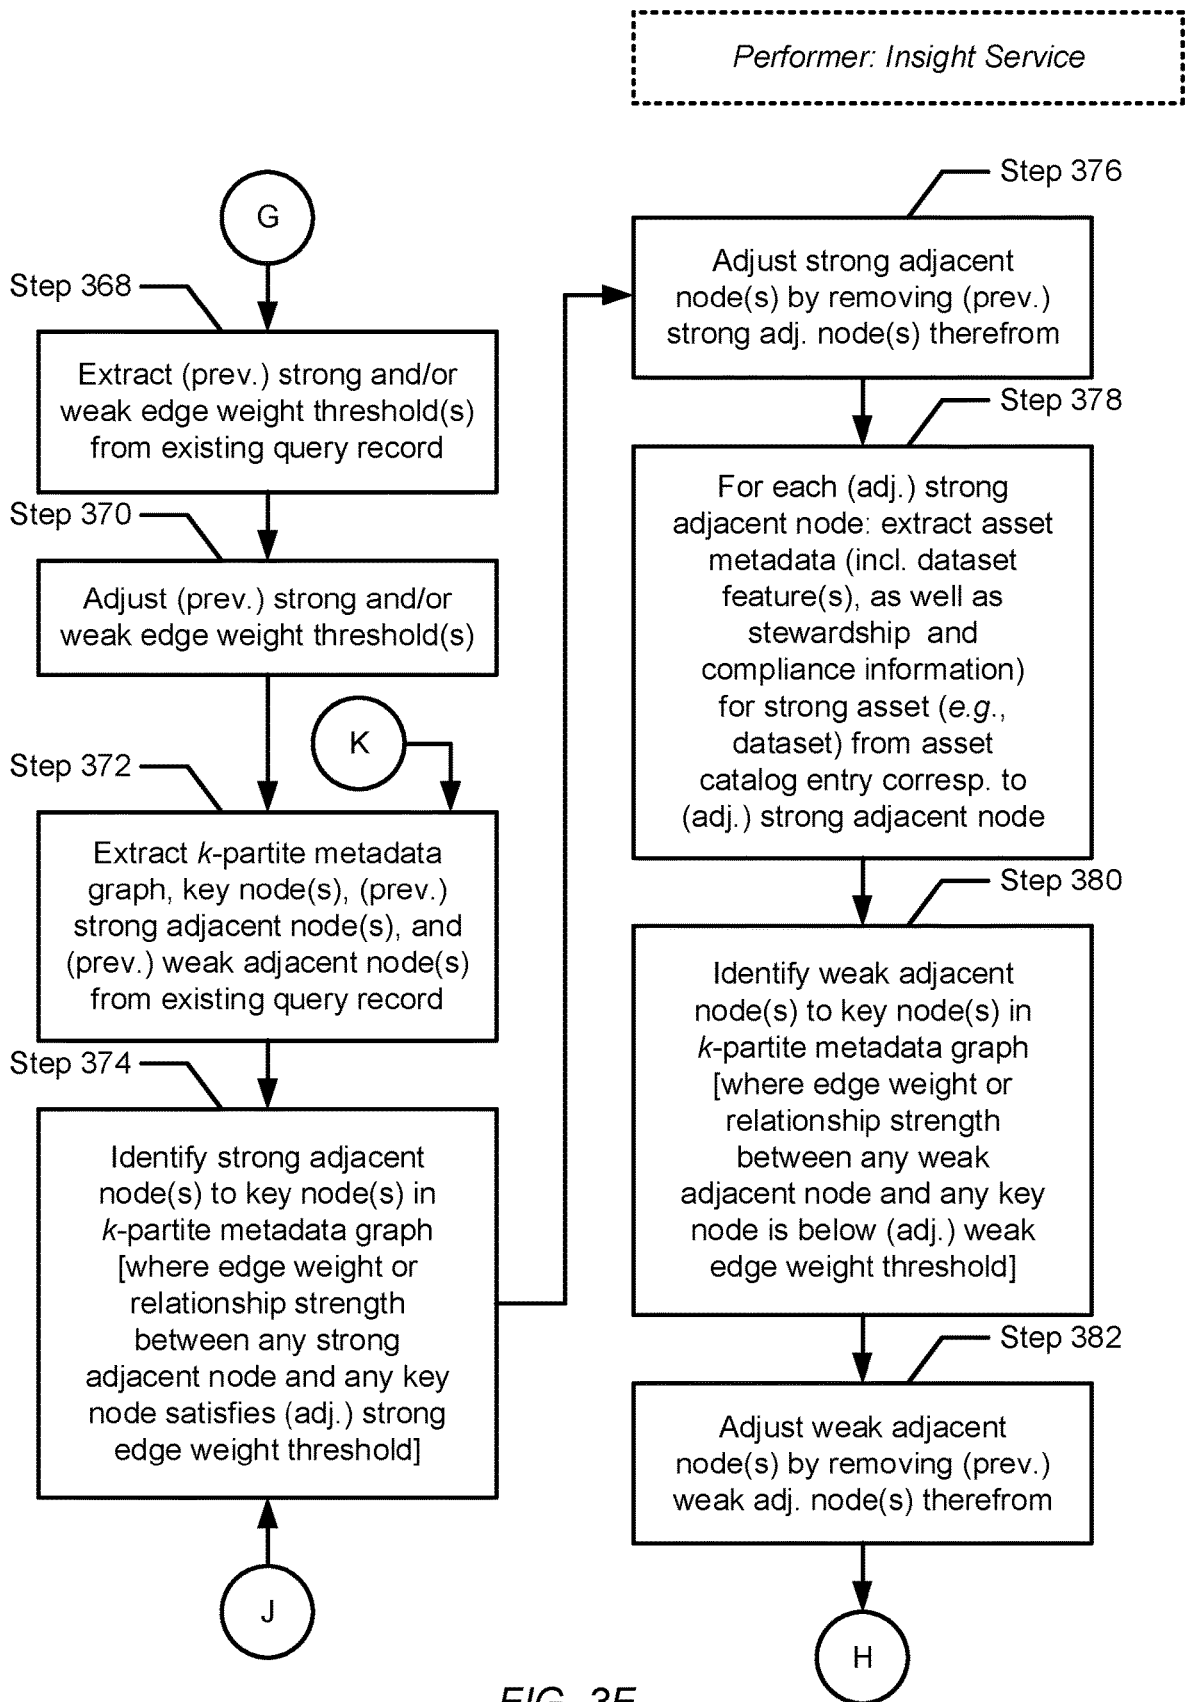 Performer: Insight Service
G
Step 368
Extract (prev.) strong and/or
weak edge weight threshold(s)
from existing query record
Step 370
Adjust (prev.) strong and/or
weak edge weight threshold(s)
K
Step 372
Extract k-partite metadata
graph, key node(s), (prev.)
strong adjacent node(s), and
(prev.) weak adjacent node(s)
from existing query record
Step 374
Identify strong adjacent
node(s) to key node(s) in
k-partite metadata graph
[where edge weight or
relationship strength
between any strong
adjacent node and any key
node satisfies (adj.) strong
edge weight threshold]
J
Step 376
Adjust strong adjacent
node(s) by removing (prev.)
strong adj. node(s) therefrom
Step 378
For each (adj.) strong
adjacent node: extract asset
metadata (incl. dataset
feature(s), as well as
stewardship and
compliance information)
for strong asset (e.g.,
dataset) from asset
catalog entry corresp. to
(adj.) strong adjacent node
Step 380
Identify weak adjacent
node(s) to key node(s) in
k-partite metadata graph
[where edge weight or
relationship strength
between any weak
adjacent node and any key
node is below (adj.) weak
edge weight threshold]
Step 382
Adjust weak adjacent
node(s) by removing (prev.)
weak adj. node(s) therefrom
H
FIG.